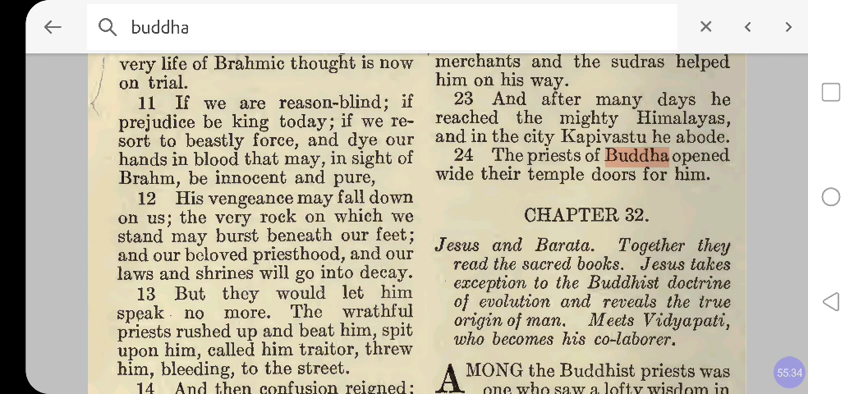 buddha
very life of Brahmic thought is now
on trial.
11 If we are reason-blind; if
prejudice be king today; if we re-
sort to beastly force, and dye our
hands in blood that may, in sight of
Brahm, be innocent and pure,
12 His vengeance may fall down
on us; the very rock on which we
stand may burst beneath our feet;
and our beloved priesthood, and our
laws and shrines will go into decay.
13 But they would let him
speak no more. The wrathful
priests rushed up and beat him, spit
upon him, called him traitor, threw
him, bleeding, to the street.
14 And then confusion reigned;
merchants and the sudras helped
him on his way.
23 And after many days he
reached the mighty Himalayas,
and in the city Kapivastu he abode.
24 The priests of Buddha opened
wide their temple doors for him.
CHAPTER 32.
Jesus and Barata. Together they
read the sacred books. Jesus takes
exception to the Buddhist doctrine
of evolution and reveals the true
origin of man. Meets Vidyapati,
who becomes his co-laborer.
AMONG the Buddhist priests was
one who saw a lofty wisdom in
55:34